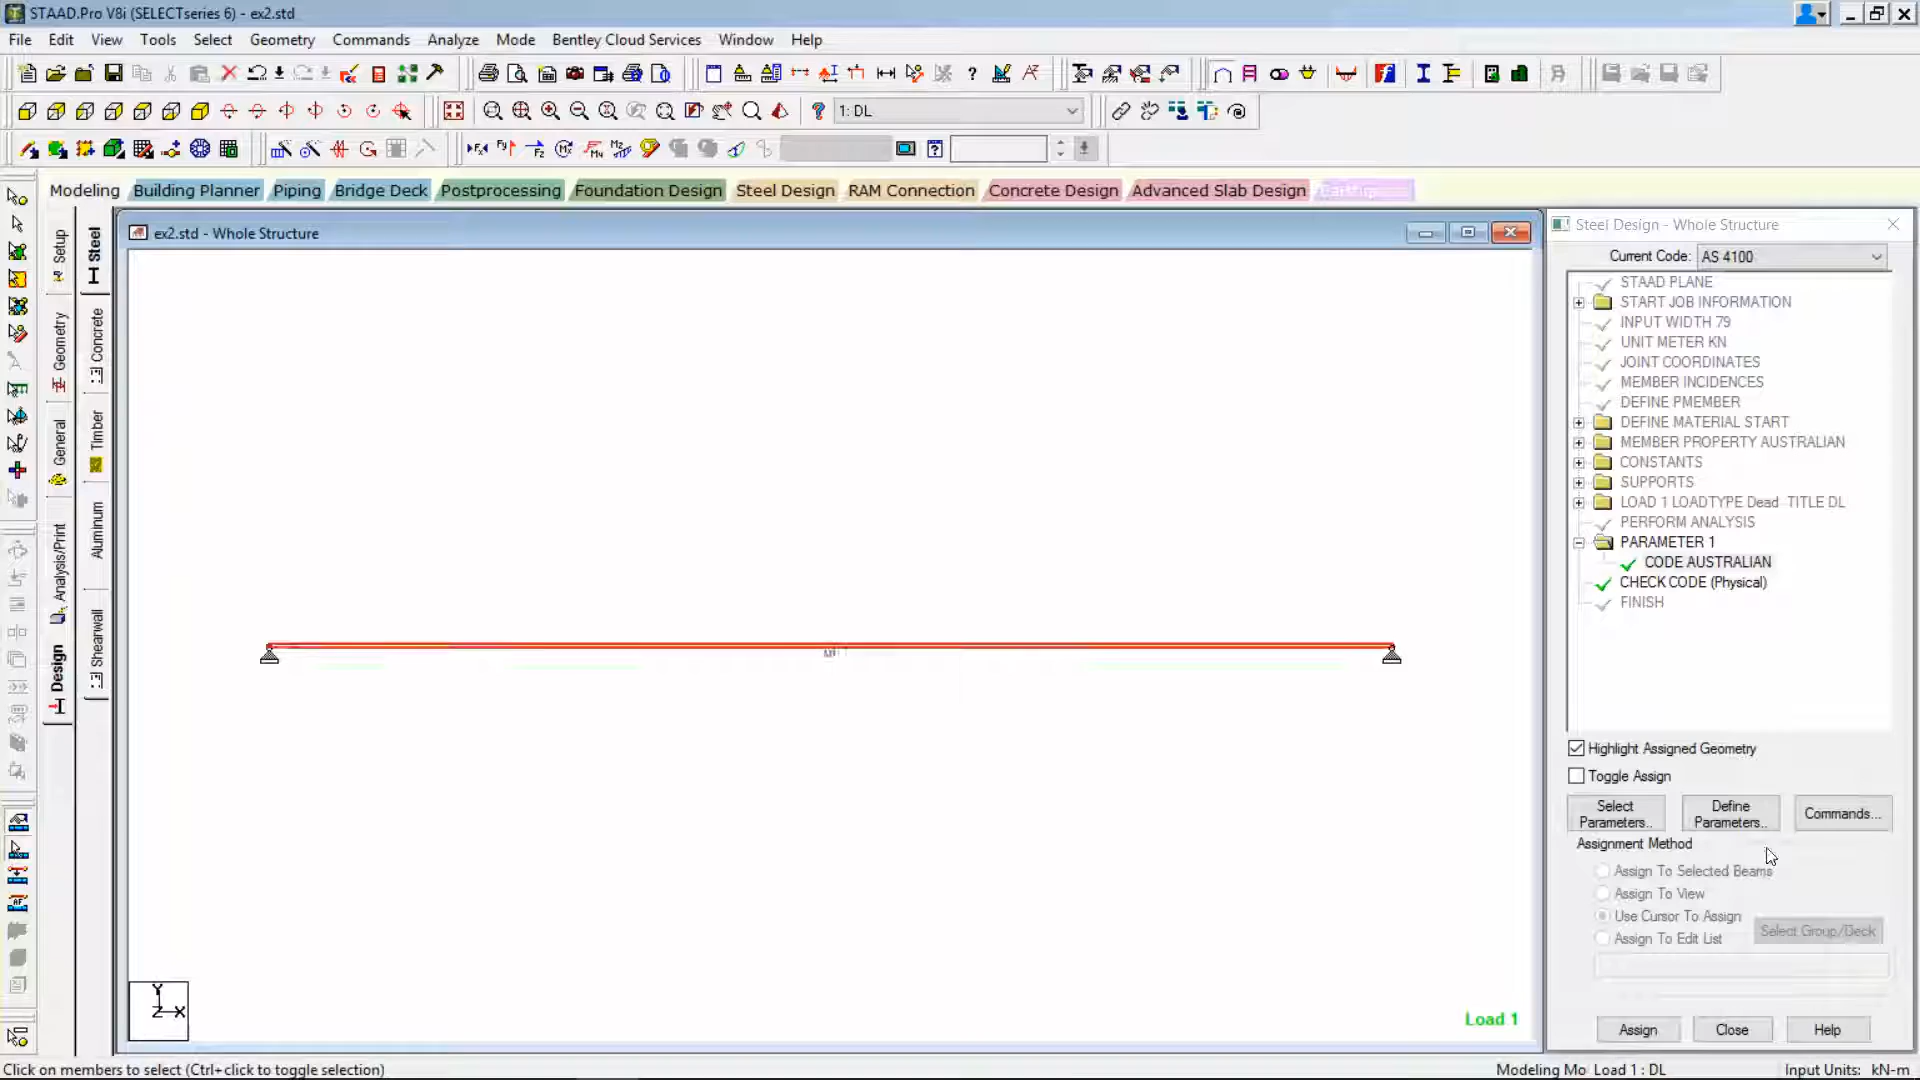 STAAD.Pro V8i (SELECTseries 6) - ex2.std
File Edit View Tools Select Geometry Commands Analyze Mode Bentley Cloud Services Window Help
1: DL
Modeling Building Planner Piping Bridge Deck Postprocessing Foundation Design Steel Design RAM Connection Concrete Design Advanced Slab Design
Setup
Geometry
General
Analysis/Print
Design
Steel
Concrete
Timber
Aluminum
Shearwall
ex2.std - Whole Structure
Y
Z X
Load 1
Steel Design - Whole Structure
Current Code: AS 4100
STAAD PLANE
START JOB INFORMATION
INPUT WIDTH 79
UNIT METER KN
JOINT COORDINATES
MEMBER INCIDENCES
DEFINE PMEMBER
DEFINE MATERIAL START
MEMBER PROPERTY AUSTRALIAN
CONSTANTS
SUPPORTS
LOAD 1 LOADTYPE Dead TITLE DL
PERFORM ANALYSIS
PARAMETER 1
CODE AUSTRALIAN
CHECK CODE (Physical)
FINISH
Highlight Assigned Geometry
Toggle Assign
Select Parameters..
Define Parameters..
Commands...
Assignment Method
Assign To Selected Beams
Assign To View
Use Cursor To Assign
Assign To Edit List
Select Group/Deck
Assign Close Help
Click on members to select (Ctrl+click to toggle selection)
Modeling Mo Load 1 : DL Input Units: kN-m